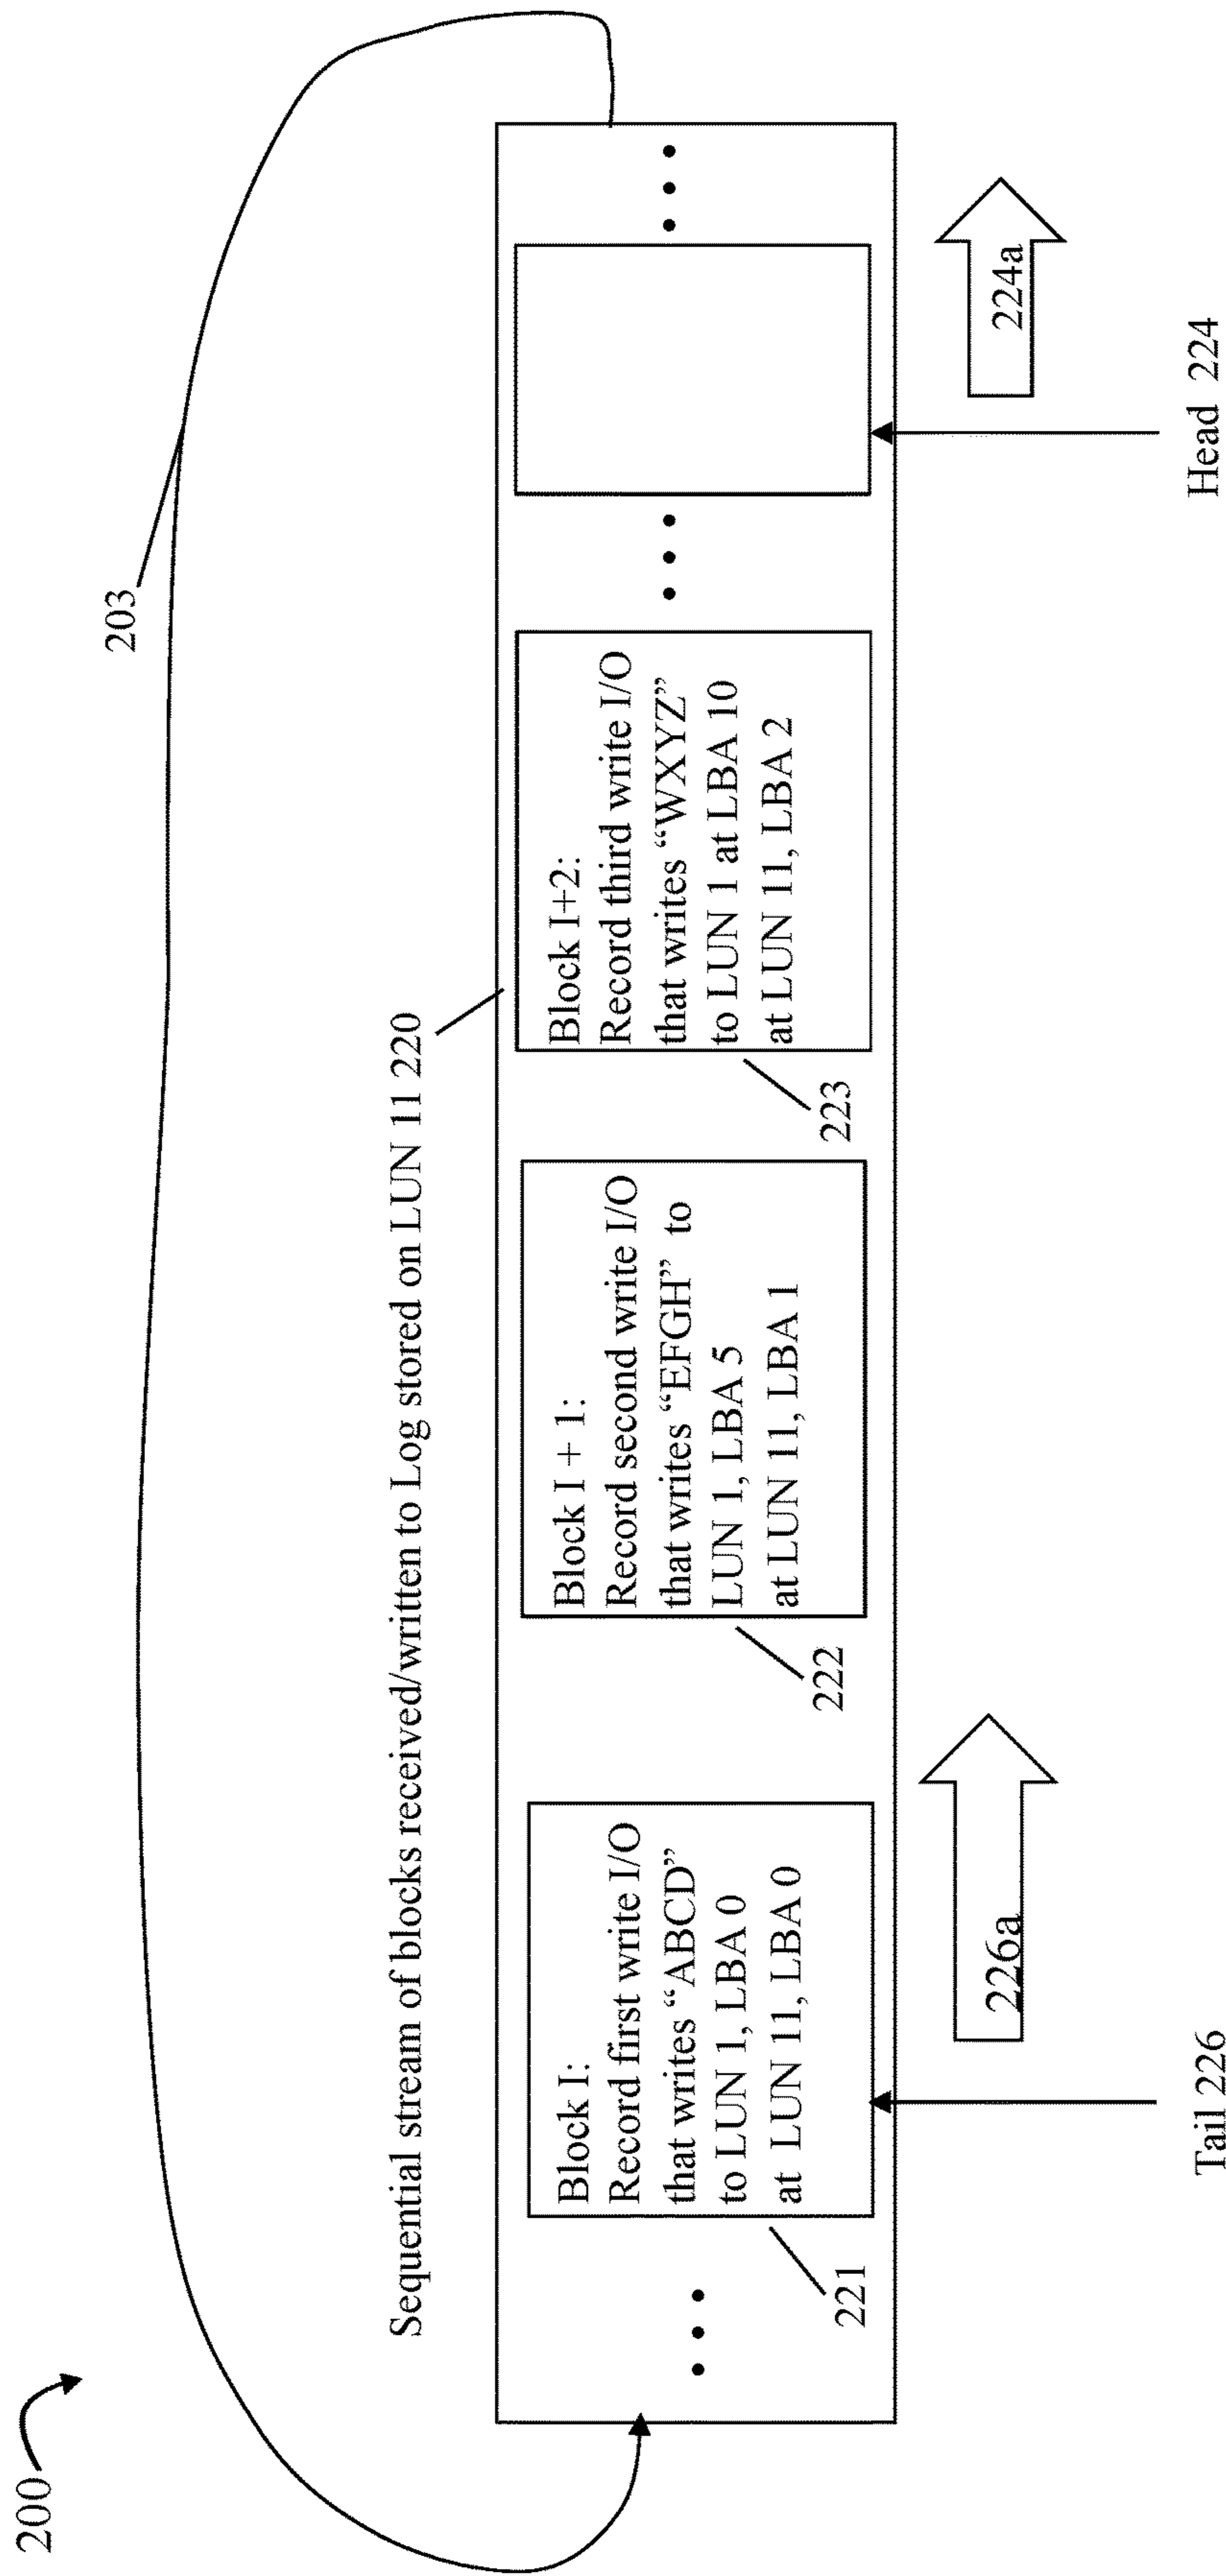 200
203
Sequential stream of blocks received/written to Log stored on LUN 11 220
Block I:
Record first write I/O
that writes “ABCD”
to LUN 1, LBA 0
at LUN 11, LBA 0
221
Block I + 1:
Record second write I/O
that writes “EFGH” to
LUN 1, LBA 5
at LUN 11, LBA 1
222
Block I+2:
Record third write I/O
that writes “WXYZ”
to LUN 1 at LBA 10
at LUN 11, LBA 2
223
226a
224a
Tail 226
Head 224